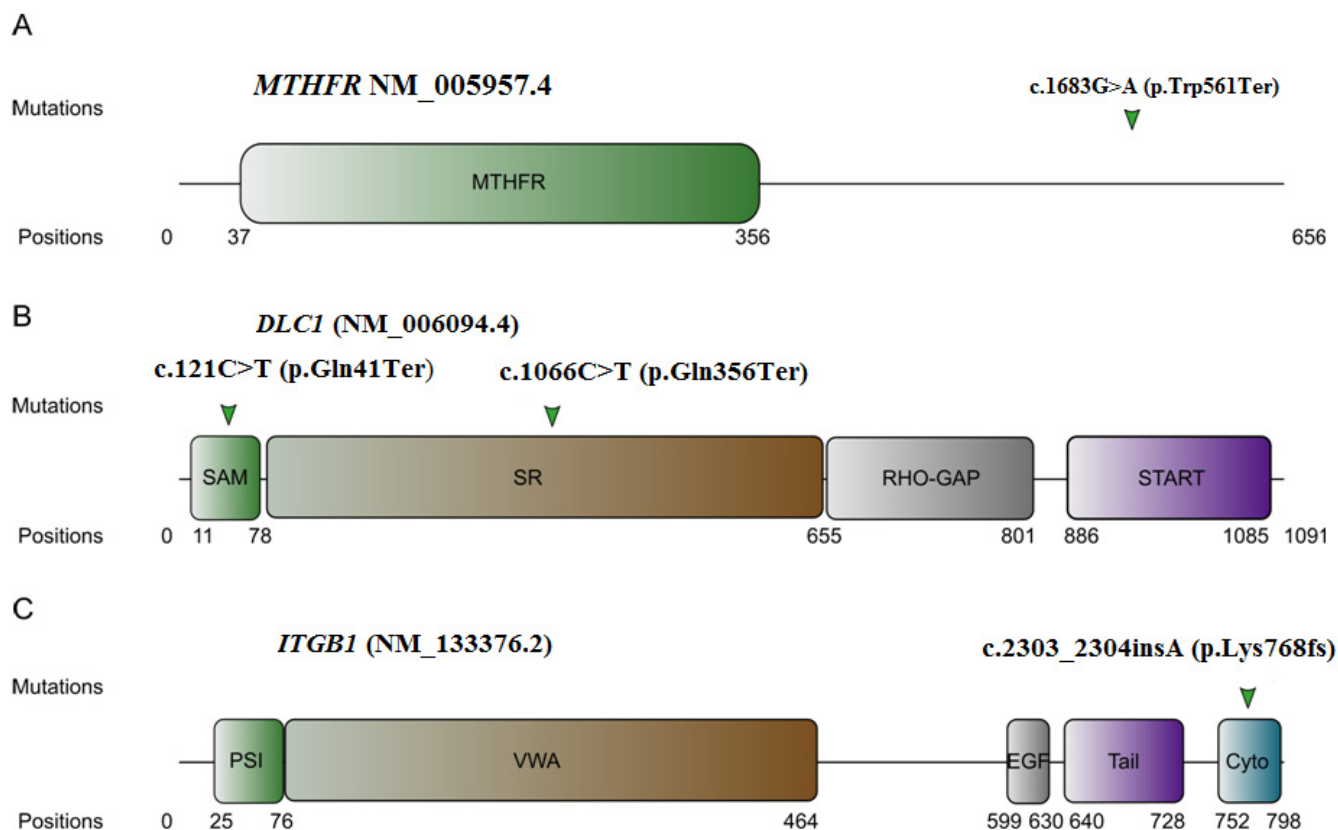 A
MTHFR NM_005957.4
c.1683G>A (p.Trp561Ter)
Mutations
MTHFR
Positions 0 37 356 656
B
DLC1 (NM_006094.4)
c.121C>T (p.Gln41Ter) c.1066C>T (p.Gln356Ter)
Mutations
SAM SR RHO-GAP START
Positions 0 11 78 655 801 886 1085 1091
C
ITGB1 (NM_133376.2)
c.2303_2304insA (p.Lys768fs)
Mutations
PSI VWA EGF Tail Cyto
Positions 0 25 76 464 599 630 640 728 752 798